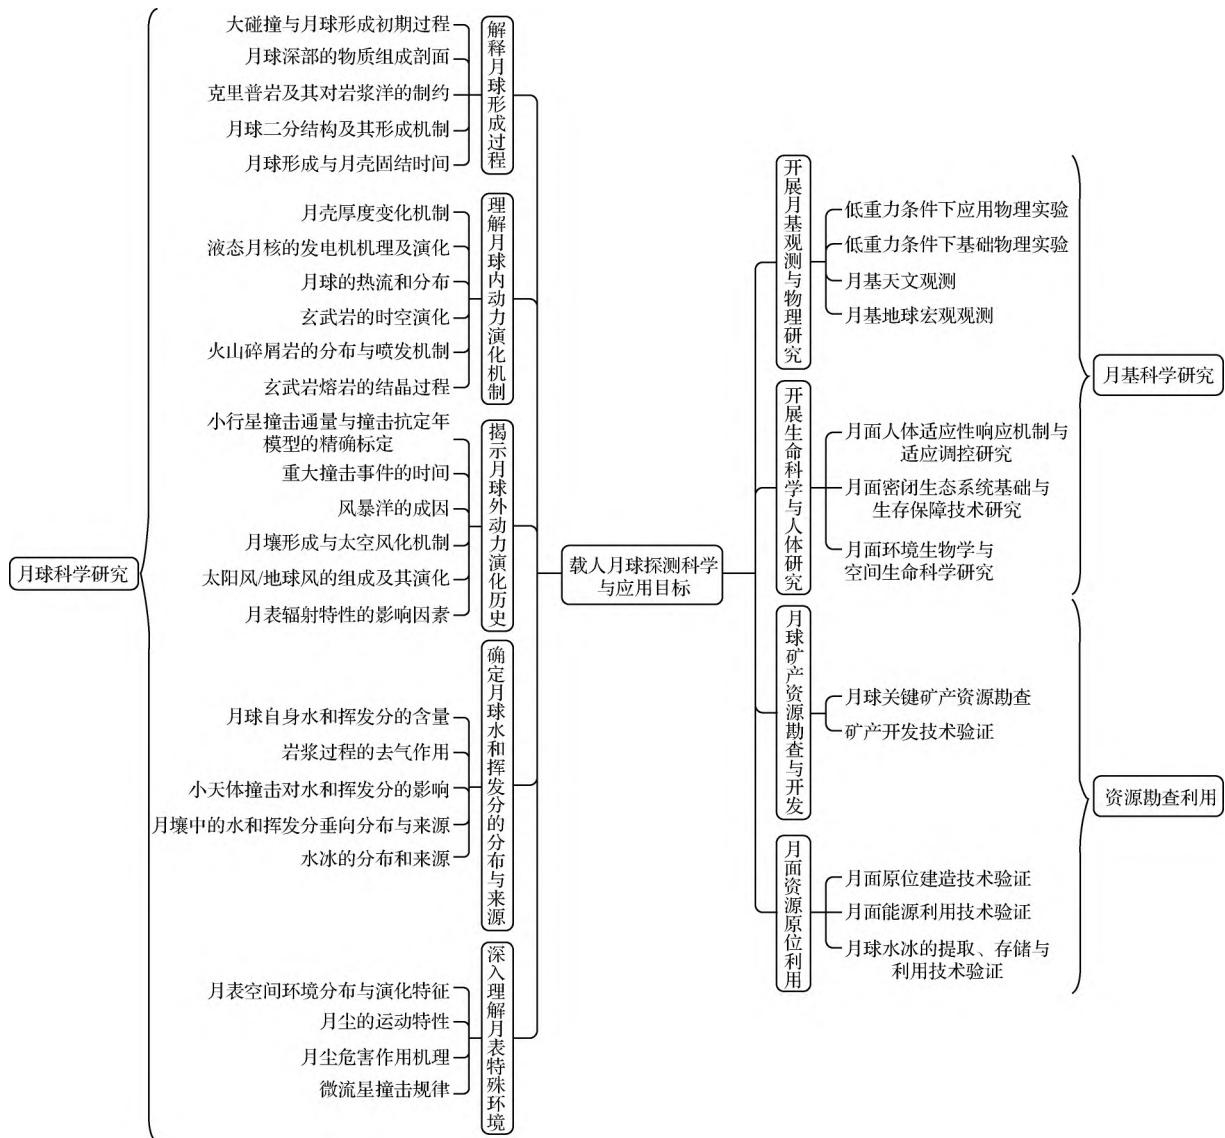 月球科学研究
大碰撞与月球形成初期过程
月球深部的物质组成剖面
克里普岩及其对岩浆洋的制约
月球二分结构及其形成机制
月球形成与月壳固结时间
解释月球形成过程
月壳厚度变化机制
液态月核的发电机机理及演化
月球的热流和分布
玄武岩的时空演化
火山碎屑岩的分布与喷发机制
玄武岩熔岩的结晶过程
理解月球内动力演化机制
小行星撞击通量与撞击抗定年
模型的精确标定
重大撞击事件的时间
风暴洋的成因
月壤形成与太空风化机制
太阳风/地球风的组成及其演化
月表辐射特性的影响因素
揭示月球外动力演化历史
月球自身水和挥发分的含量
岩浆过程的去气作用
小天体撞击对水和挥发分的影响
月壤中的水和挥发分垂向分布与来源
水冰的分布和来源
确定月球水和挥发分的分布与来源
月表空间环境分布与演化特征
月尘的运动特性
月尘危害作用机理
微流星撞击规律
深入理解月表特殊环境
载人月球探测科学
与应用目标
开展月基观测与物理研究
低重力条件下应用物理实验
低重力条件下基础物理实验
月基天文观测
月基地球宏观观测
开展生命科学与人体研究
月面人体适应性响应机制与
适应调控研究
月面密闭生态系统基础与
生存保障技术研究
月面环境生物学与
空间生命科学研究
月基科学研究
月球矿产资源勘查与开发
月球关键矿产资源勘查
矿产开发技术验证
月面资源原位利用
月面原位建造技术验证
月面能源利用技术验证
月球水冰的提取、存储与
利用技术验证
资源勘查利用